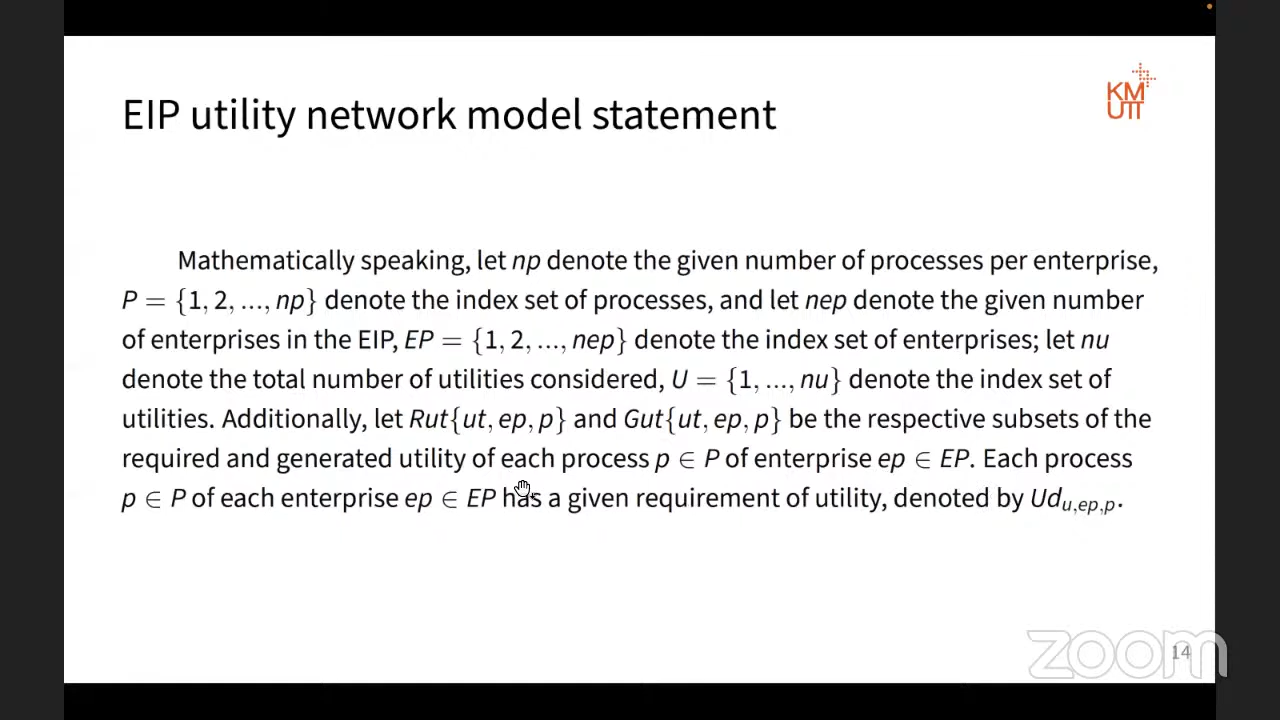 EIP utility network model statement
KM
UTT
Mathematically speaking, let np denote the given number of processes per enterprise,
P = {1, 2, ..., np} denote the index set of processes, and let nep denote the given number
of enterprises in the EIP, EP = {1, 2, ..., nep} denote the index set of enterprises; let nu
denote the total number of utilities considered, U = {1, ..., nu} denote the index set of
utilities. Additionally, let Rut{ut, ep, p} and Gut{ut, ep, p} be the respective subsets of the
required and generated utility of each process p ∈ P of enterprise ep ∈ EP. Each process
p ∈ P of each enterprise ep ∈ EP has a given requirement of utility, denoted by Ud_{u,ep,p}.
zoom
14